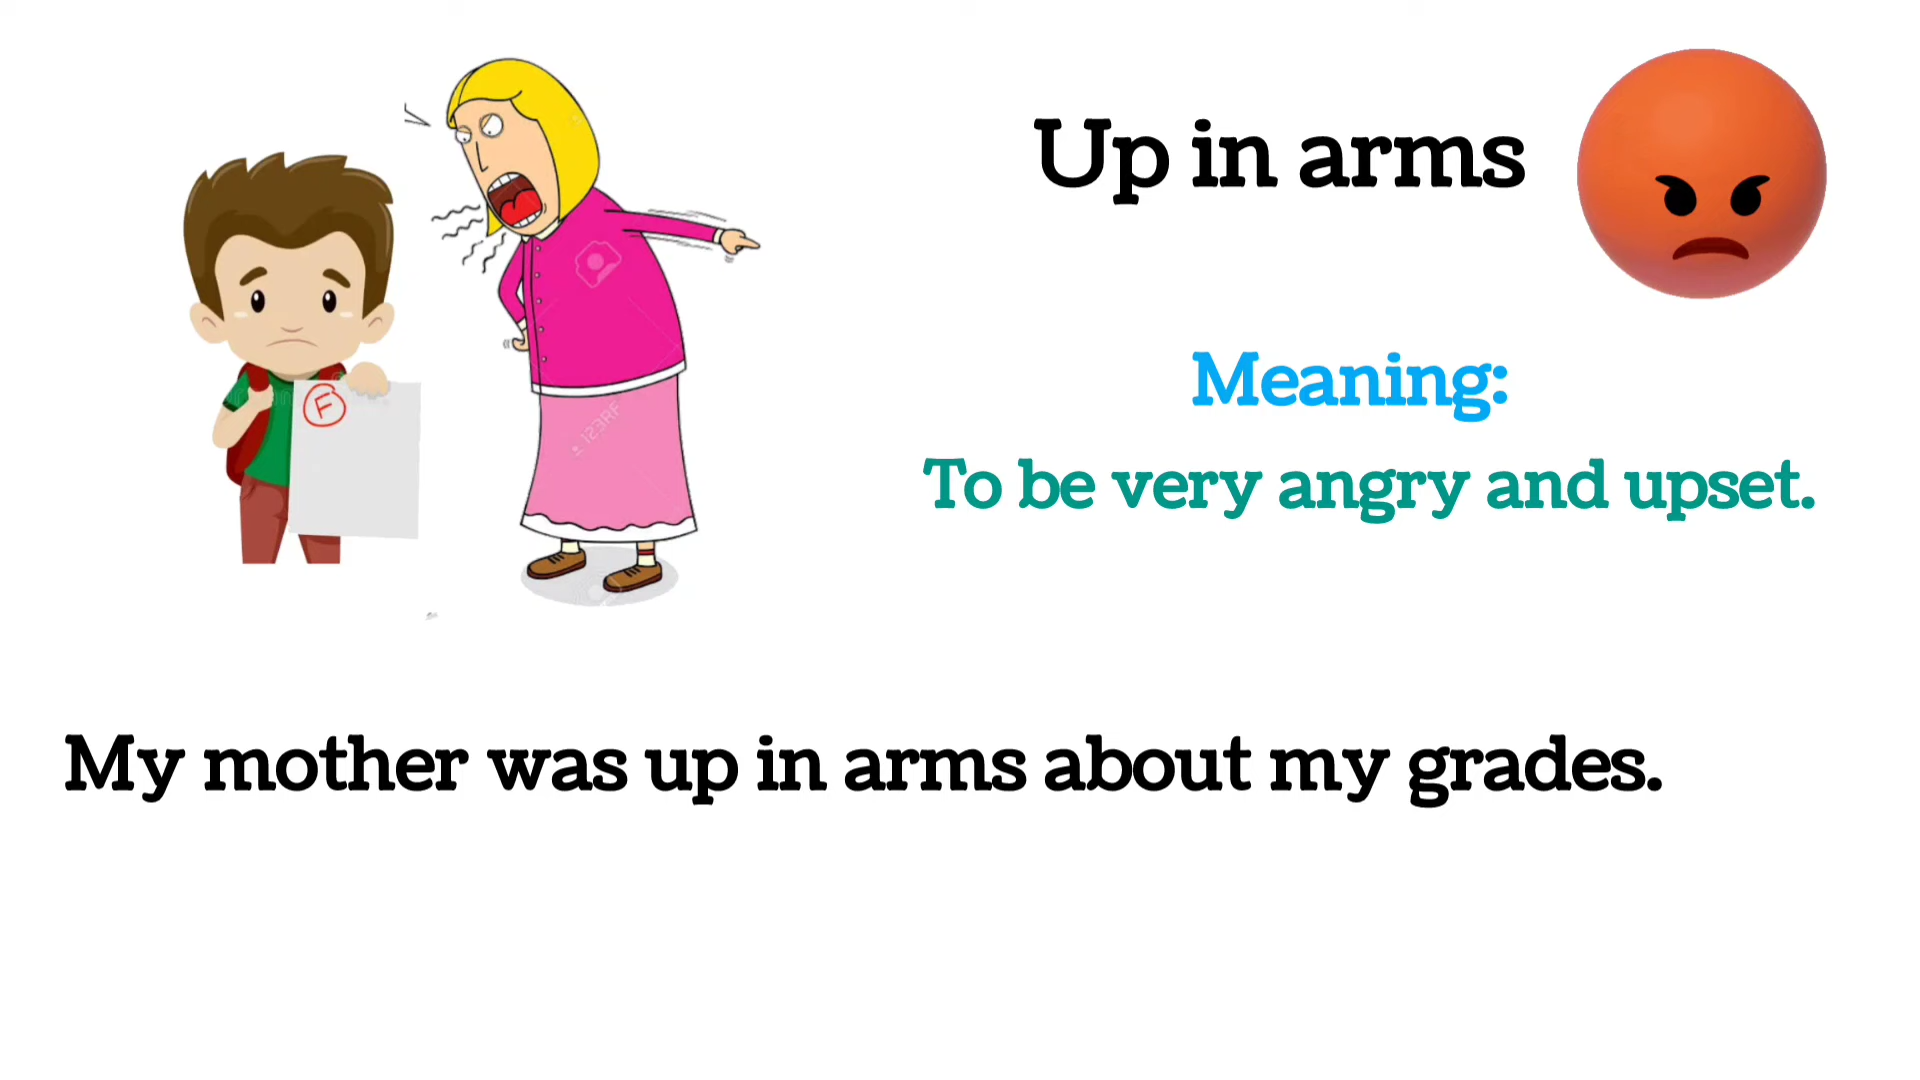 Up in arms
F
Meaning:
To be very angry and upset.
123RF
My mother was up in arms about my grades.